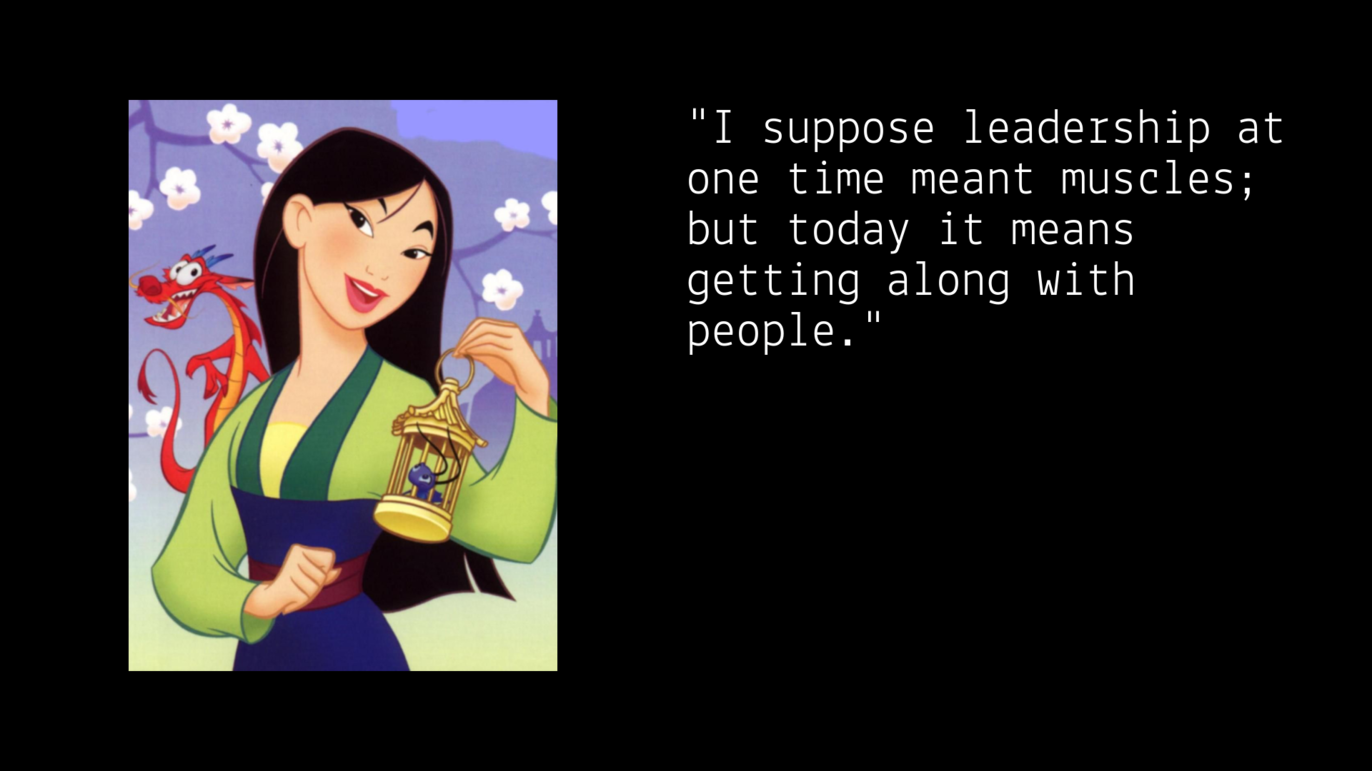 "I suppose leadership at
one time meant muscles;
but today it means
getting along with
people."